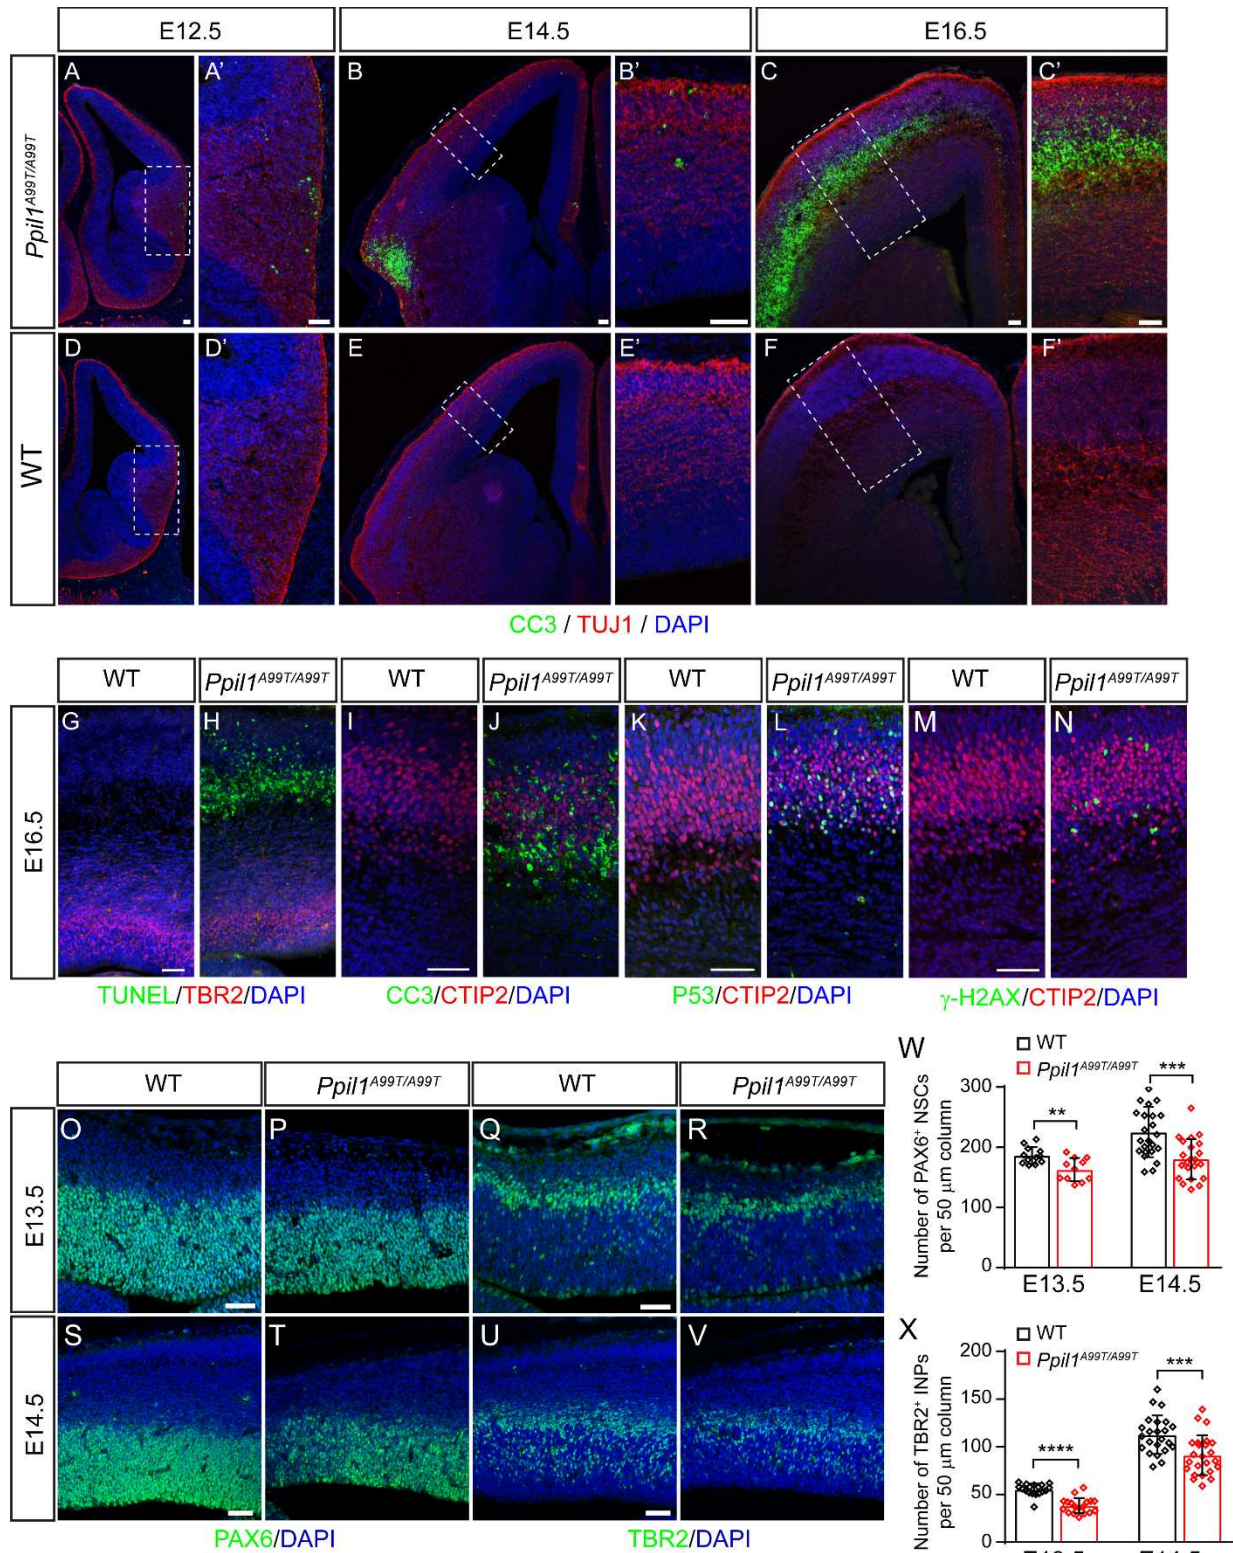 E12.5 E14.5 E16.5
A A' B B' C C'
Ppil1A99T/A99T
D D' E E' F F'
WT
CC3 / TUJ1 / DAPI
WT Ppil1A99T/A99T WT Ppil1A99T/A99T WT Ppil1A99T/A99T WT Ppil1A99T/A99T
G H I J K L M N
E16.5
TUNEL/TBR2/DAPI CC3/CTIP2/DAPI P53/CTIP2/DAPI γ-H2AX/CTIP2/DAPI
WT Ppil1A99T/A99T WT Ppil1A99T/A99T
O P Q R
E13.5
S T U V
E14.5
PAX6/DAPI TBR2/DAPI
W
WT
Ppil1A99T/A99T
Number of PAX6+ NSCs
per 50 μm column
300
200
100
0
** ***
E13.5 E14.5
X
WT
Ppil1A99T/A99T
Number of TBR2+ INPs
per 50 μm column
200
150
100
50
0
**** ***